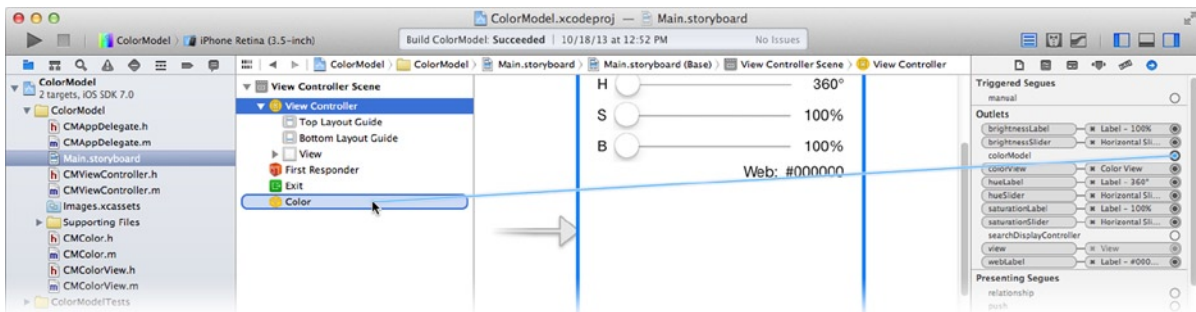 ColorModel.xcodeproj — Main.storyboard
ColorModel iPhone Retina (3.5-inch)
Build ColorModel: Succeeded | 10/18/13 at 12:52 PM
No Issues
ColorModel
2 targets, iOS SDK 7.0
ColorModel
h CMAppDelegate.h
m CMAppDelegate.m
Main.storyboard
h CMViewController.h
m CMViewController.m
Images.xcassets
Supporting Files
h CMColor.h
m CMColor.m
h CMColorView.h
m CMColorView.m
ColorModelTests
ColorModel ColorModel Main.storyboard Main.storyboard (Base) View Controller Scene View Controller
View Controller Scene
View Controller
Top Layout Guide
Bottom Layout Guide
View
First Responder
Exit
Color
H 360°
S 100%
B 100%
Web: #000000
Triggered Segues
manual
Outlets
brightnessLabel Label - 100%
brightnessSlider Horizontal Sli...
colorModel
colorView Color View
hueLabel Label - 360°
hueSlider Horizontal Sli...
saturationLabel Label - 100%
saturationSlider Horizontal Sli...
searchDisplayController
view View
webLabel Label - #000...
Presenting Segues
relationship
push